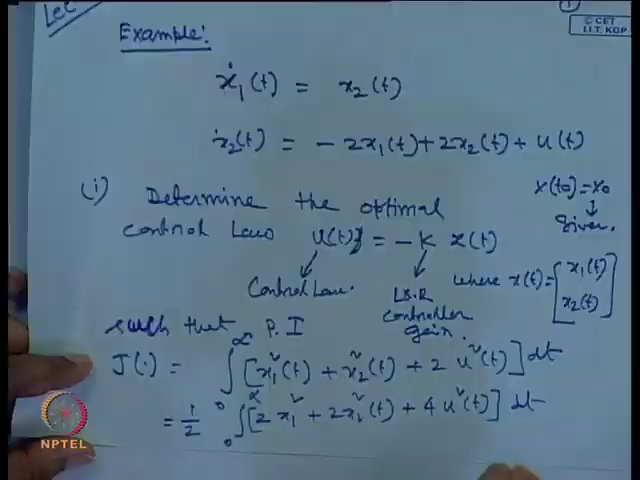 Lec
1
© CET
I.I.T. KGP
Example:
ẋ₁(t) = x₂(t)
ẋ₂(t) = - 2x₁(t) + 2x₂(t) + u(t)
(i) Determine the optimal
control law u(t) = - K x(t)
x(t₀) = x₀
↓
Given.
Control Law.
L.Q.R
controller
gain.
where x(t) = [x₁(t)
x₂(t)]
such that P.I
J(·) = ∫₀^∞ [x₁²(t) + x₂²(t) + 2 u²(t)] dt
= 1/2 ∫₀^∞ [2 x₁² + 2x₂²(t) + 4 u²(t)] dt
NPTEL